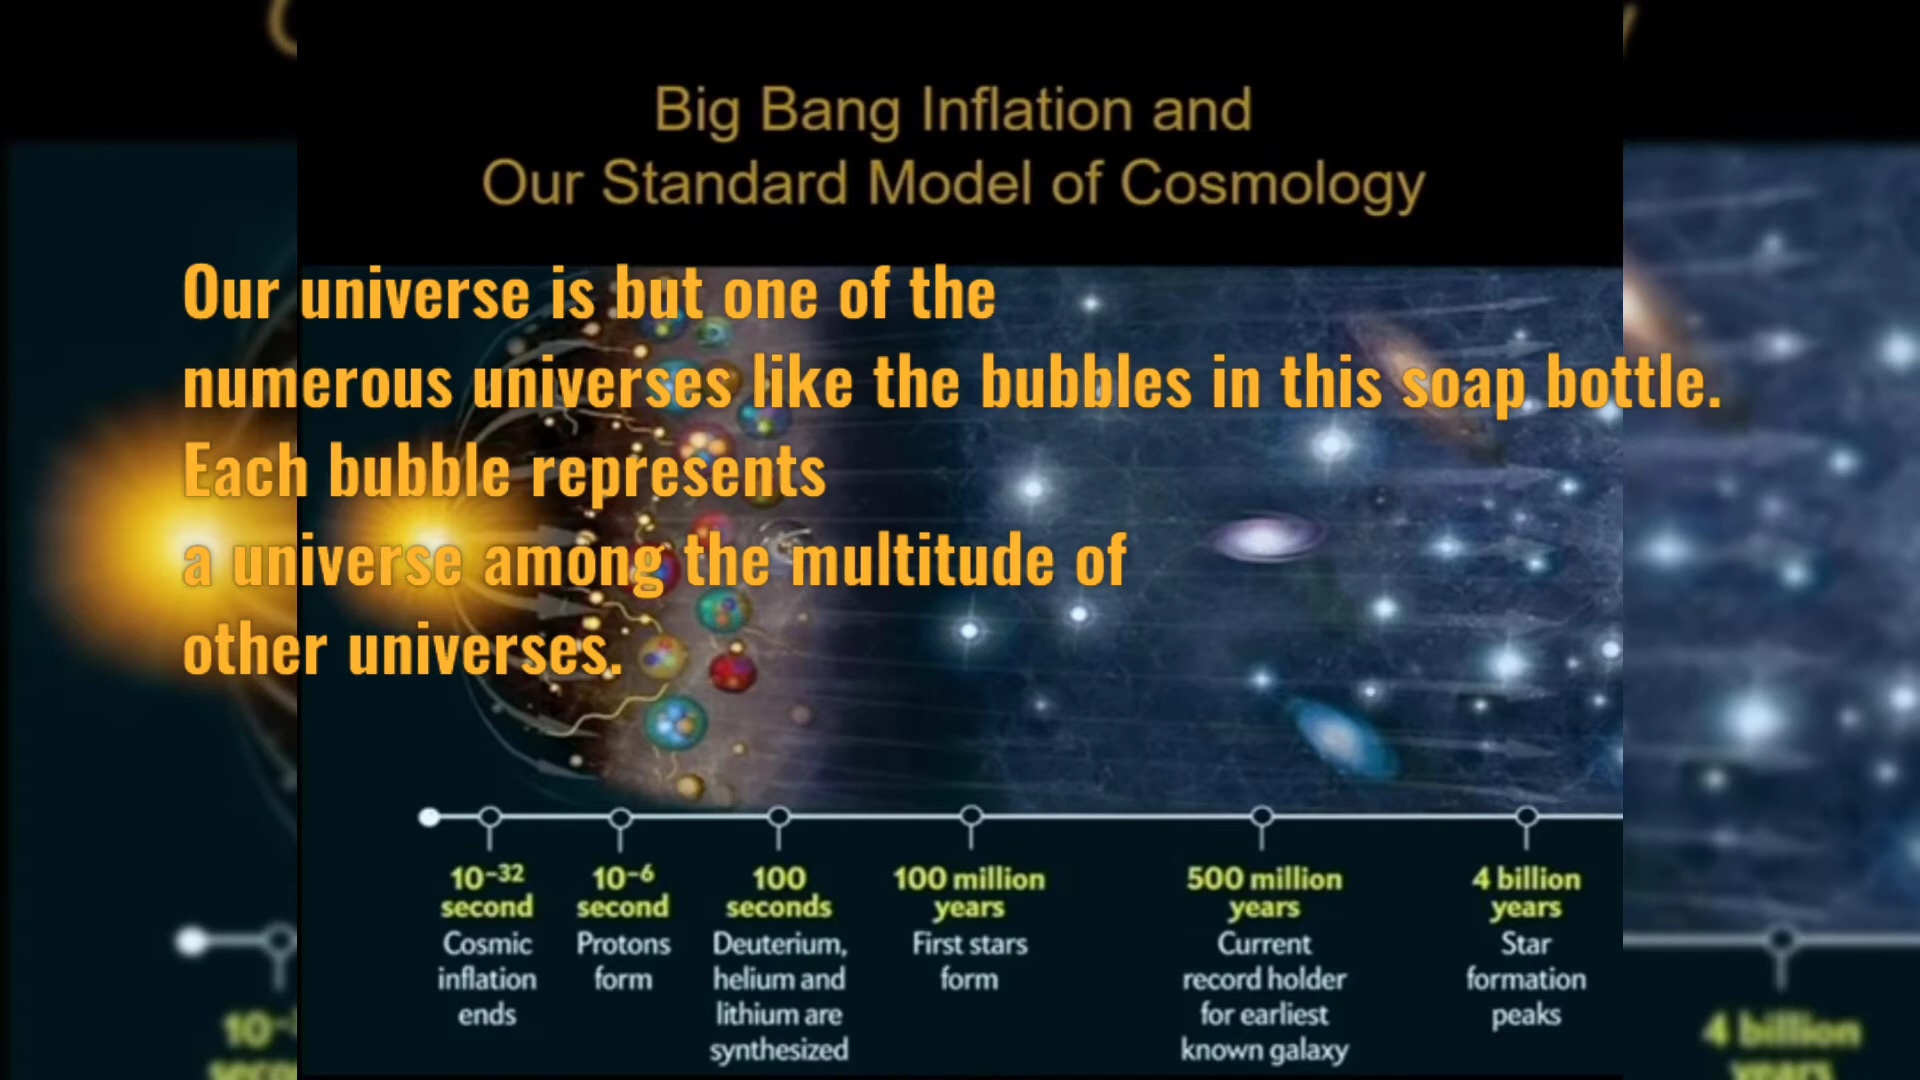 Big Bang Inflation and
Our Standard Model of Cosmology
Our universe is but one of the
numerous universes like the bubbles in this soap bottle.
Each bubble represents
a universe among the multitude of
other universes.
10⁻³² second
Cosmic
inflation
ends
10⁻⁶ second
Protons
form
100 seconds
Deuterium,
helium and
lithium are
synthesized
100 million
years
First stars
form
500 million
years
Current
record holder
for earliest
known galaxy
4 billion
years
Star
formation
peaks
4 billion
years